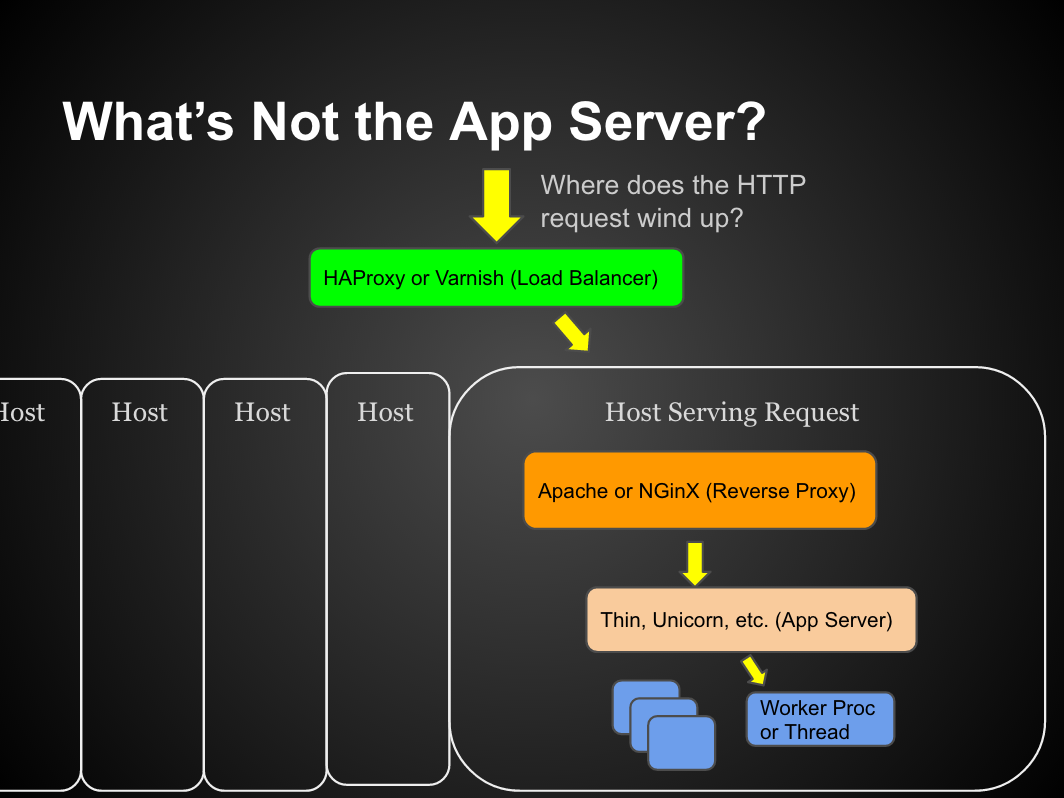 What’s Not the App Server?
Where does the HTTP
request wind up?
HAProxy or Varnish (Load Balancer)
Host
Host
Host
Host
Host Serving Request
Apache or NGinX (Reverse Proxy)
Thin, Unicorn, etc. (App Server)
Worker Proc
or Thread